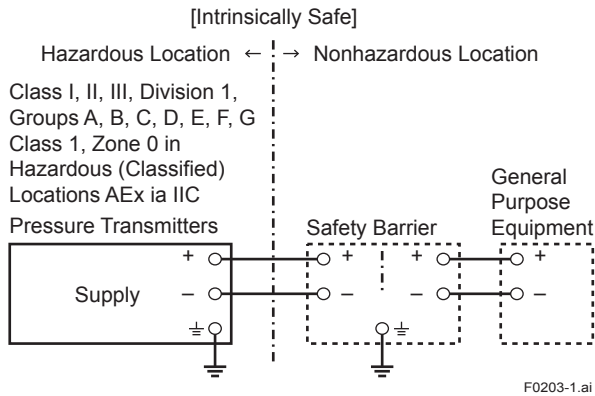 [Intrinsically Safe]
Hazardous Location ← → Nonhazardous Location
Class I, II, III, Division 1,
Groups A, B, C, D, E, F, G
Class 1, Zone 0 in
Hazardous (Classified)
Locations AEx ia IIC
General
Purpose
Equipment
Pressure Transmitters
Safety Barrier
+ + + +
Supply
– – – –
F0203-1.ai